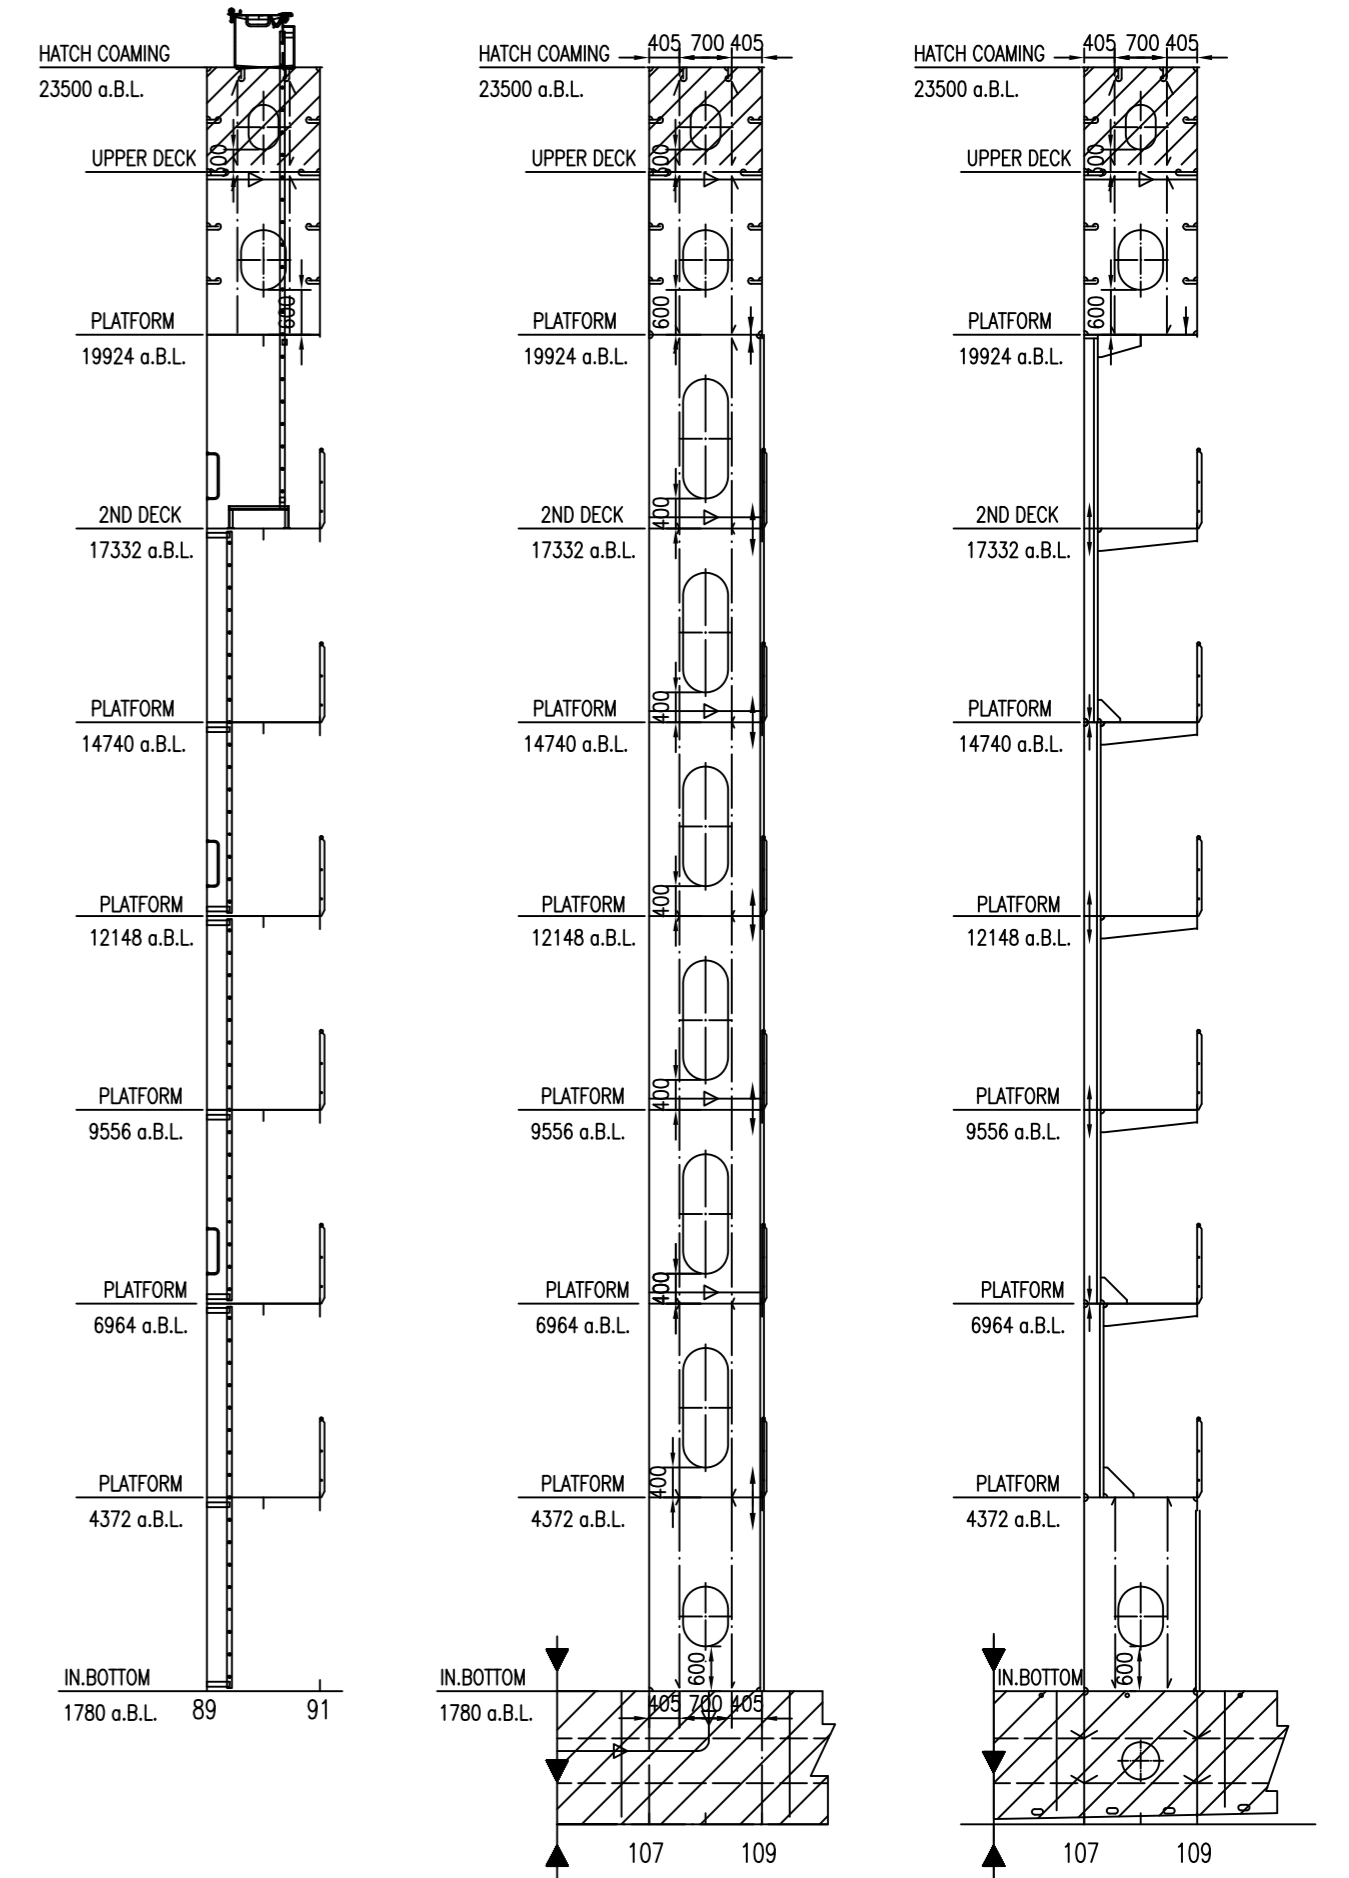 HATCH COAMING
23500 a.B.L.
600
UPPER DECK
600
PLATFORM
19924 a.B.L.
2ND DECK
17332 a.B.L.
PLATFORM
14740 a.B.L.
PLATFORM
12148 a.B.L.
PLATFORM
9556 a.B.L.
PLATFORM
6964 a.B.L.
PLATFORM
4372 a.B.L.
IN.BOTTOM
1780 a.B.L.
89
91
HATCH COAMING
405 700 405
23500 a.B.L.
UPPER DECK
600
PLATFORM
19924 a.B.L.
400
2ND DECK
17332 a.B.L.
400
PLATFORM
14740 a.B.L.
400
PLATFORM
12148 a.B.L.
400
PLATFORM
9556 a.B.L.
400
PLATFORM
6964 a.B.L.
400
PLATFORM
4372 a.B.L.
600
1780 a.B.L.
405 700 405
107
109
HATCH COAMING
405 700 405
23500 a.B.L.
UPPER DECK
600
PLATFORM
19924 a.B.L.
2ND DECK
17332 a.B.L.
PLATFORM
14740 a.B.L.
PLATFORM
12148 a.B.L.
PLATFORM
9556 a.B.L.
PLATFORM
6964 a.B.L.
PLATFORM
4372 a.B.L.
600
IN.BOTTOM
107
109